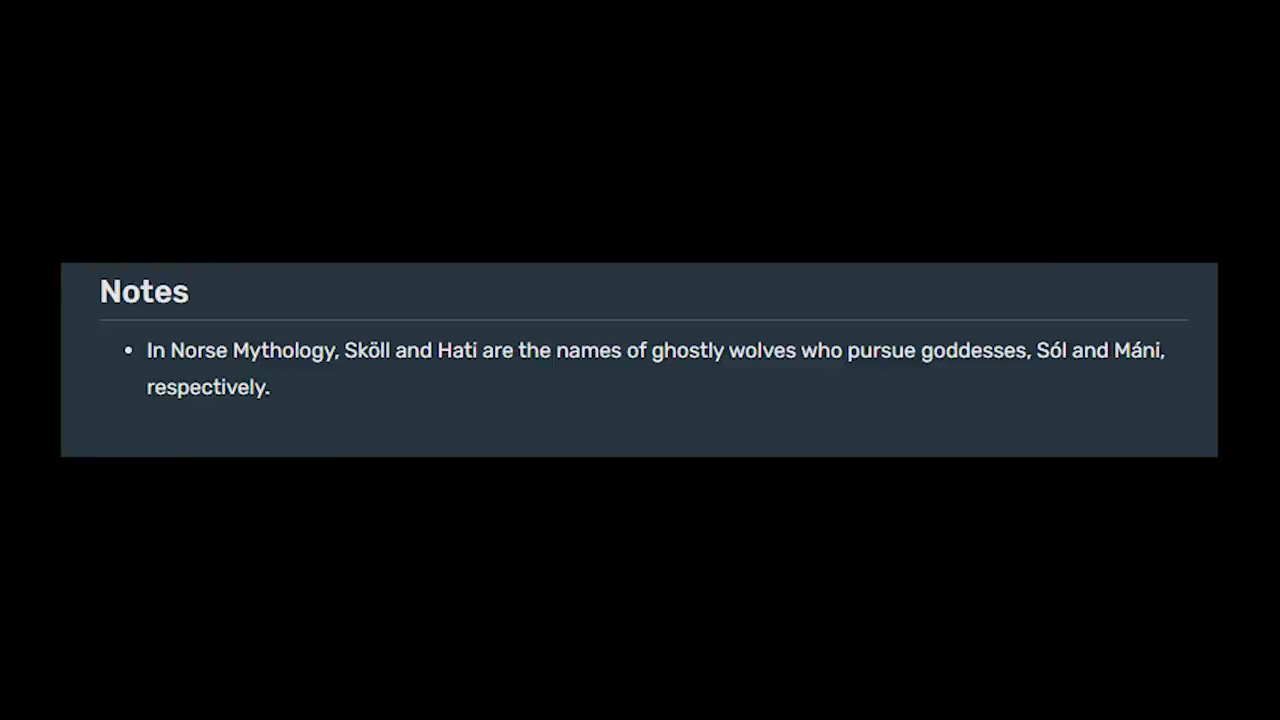 Notes
• In Norse Mythology, Sköll and Hati are the names of ghostly wolves who pursue goddesses, Sól and Máni,
respectively.